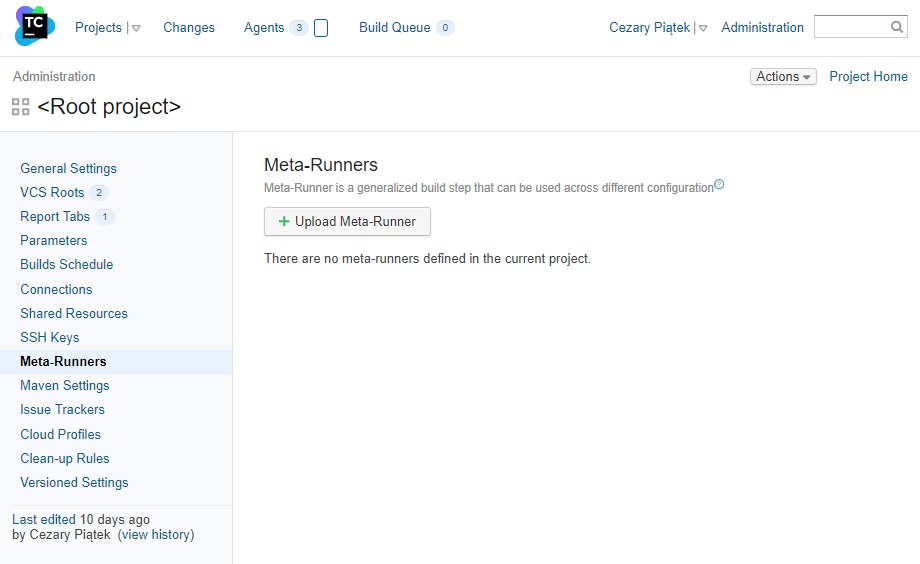 TC
Projects
Changes
Agents 3
Build Queue 0
Cezary Piątek
Administration
Administration
Actions
Project Home
<Root project>
General Settings
VCS Roots 2
Report Tabs 1
Parameters
Builds Schedule
Connections
Shared Resources
SSH Keys
Meta-Runners
Maven Settings
Issue Trackers
Cloud Profiles
Clean-up Rules
Versioned Settings
Last edited 10 days ago
by Cezary Piątek (view history)
Meta-Runners
Meta-Runner is a generalized build step that can be used across different configuration?
+ Upload Meta-Runner
There are no meta-runners defined in the current project.